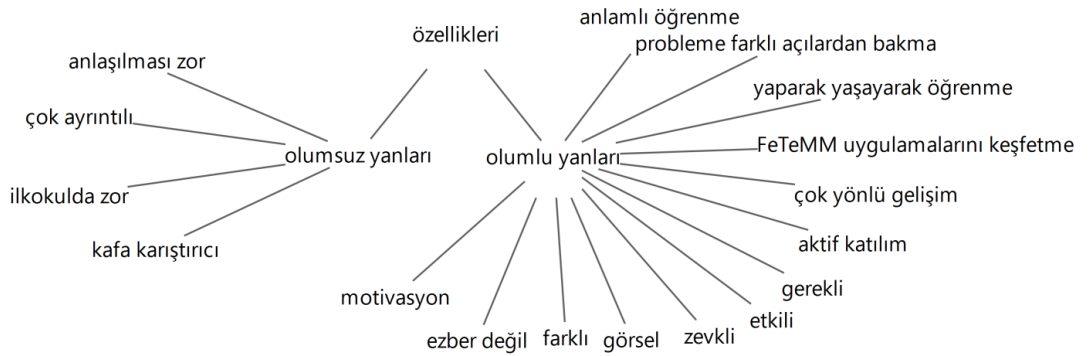 özellikleri
anlamlı öğrenme
probleme farklı açılardan bakma
anlaşılması zor
yaparak yaşayarak öğrenme
çok ayrıntılı
FeTeMM uygulamalarını keşfetme
olumsuz yanları
olumlu yanları
çok yönlü gelişim
ilkokulda zor
aktif katılım
kafa karıştırıcı
gerekli
motivasyon
etkili
ezber değil
farklı
görsel
zevkli